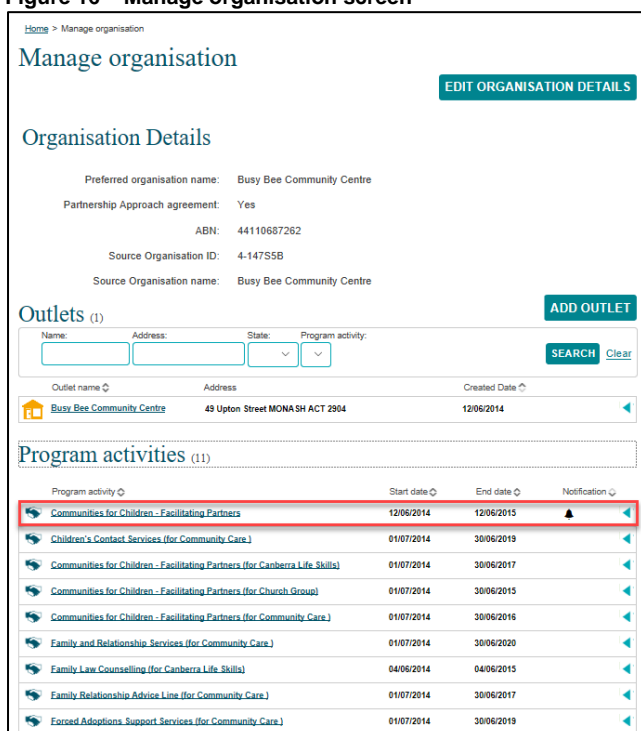 Figure 16 – Manage organisation screen
Home > Manage organisation
Manage organisation
EDIT ORGANISATION DETAILS
Organisation Details
Preferred organisation name: Busy Bee Community Centre
Partnership Approach agreement: Yes
ABN: 44110687262
Source Organisation ID: 4-147S5B
Source Organisation name: Busy Bee Community Centre
Outlets (1)
ADD OUTLET
Name: Address: State: Program activity:
SEARCH Clear
Outlet name Address Created Date
Busy Bee Community Centre 49 Upton Street MONASH ACT 2904 12/06/2014
Program activities (11)
Program activity Start date End date Notification
Communities for Children - Facilitating Partners 12/06/2014 12/06/2015
Children's Contact Services (for Community Care ) 01/07/2014 30/06/2019
Communities for Children - Facilitating Partners (for Canberra Life Skills) 01/07/2014 30/06/2017
Communities for Children - Facilitating Partners (for Church Group) 01/07/2014 30/06/2015
Communities for Children - Facilitating Partners (for Community Care ) 01/07/2014 30/06/2016
Family and Relationship Services (for Community Care ) 01/07/2014 30/06/2020
Family Law Counselling (for Canberra Life Skills) 04/06/2014 04/06/2015
Family Relationship Advice Line (for Community Care ) 01/07/2014 30/06/2017
Forced Adoptions Support Services (for Community Care ) 01/07/2014 30/06/2019